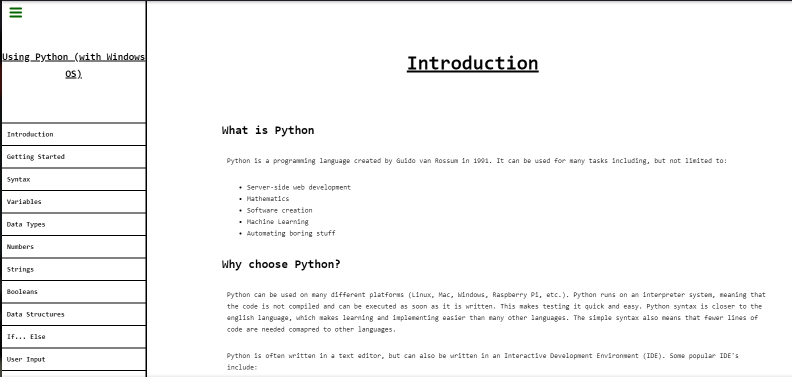 Using Python (with Windows
OS)
Introduction
Getting Started
Syntax
Variables
Data Types
Numbers
Strings
Booleans
Data Structures
If... Else
User Input
Introduction
What is Python
Python is a programming language created by Guido van Rossum in 1991. It can be used for many tasks including, but not limited to:
• Server-side web development
• Mathematics
• Software creation
• Machine Learning
• Automating boring stuff
Why choose Python?
Python can be used on many different platforms (Linux, Mac, Windows, Raspberry Pi, etc.). Python runs on an interpreter system, meaning that
the code is not compiled and can be executed as soon as it is written. This makes testing it quick and easy. Python syntax is closer to the
english language, which makes learning and implementing easier than many other languages. The simple syntax also means that fewer lines of
code are needed comapred to other languages.
Python is often written in a text editor, but can also be written in an Interactive Development Environment (IDE). Some popular IDE's
include: